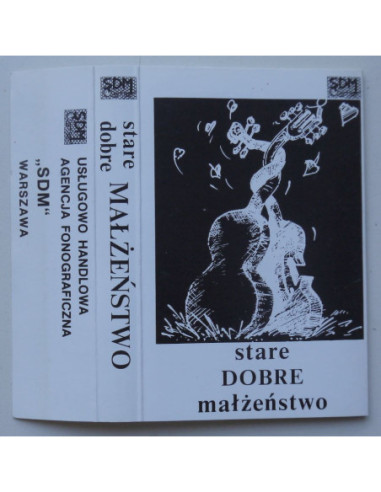 SDM
„SDM”
WARSZAWA
USŁUGOWO HANDLOWA
AGENCJA FONOGRAFICZNA
SDM
stare
dobre
MAŁŻEŃSTWO
SDM
stare
DOBRE
małżeństwo